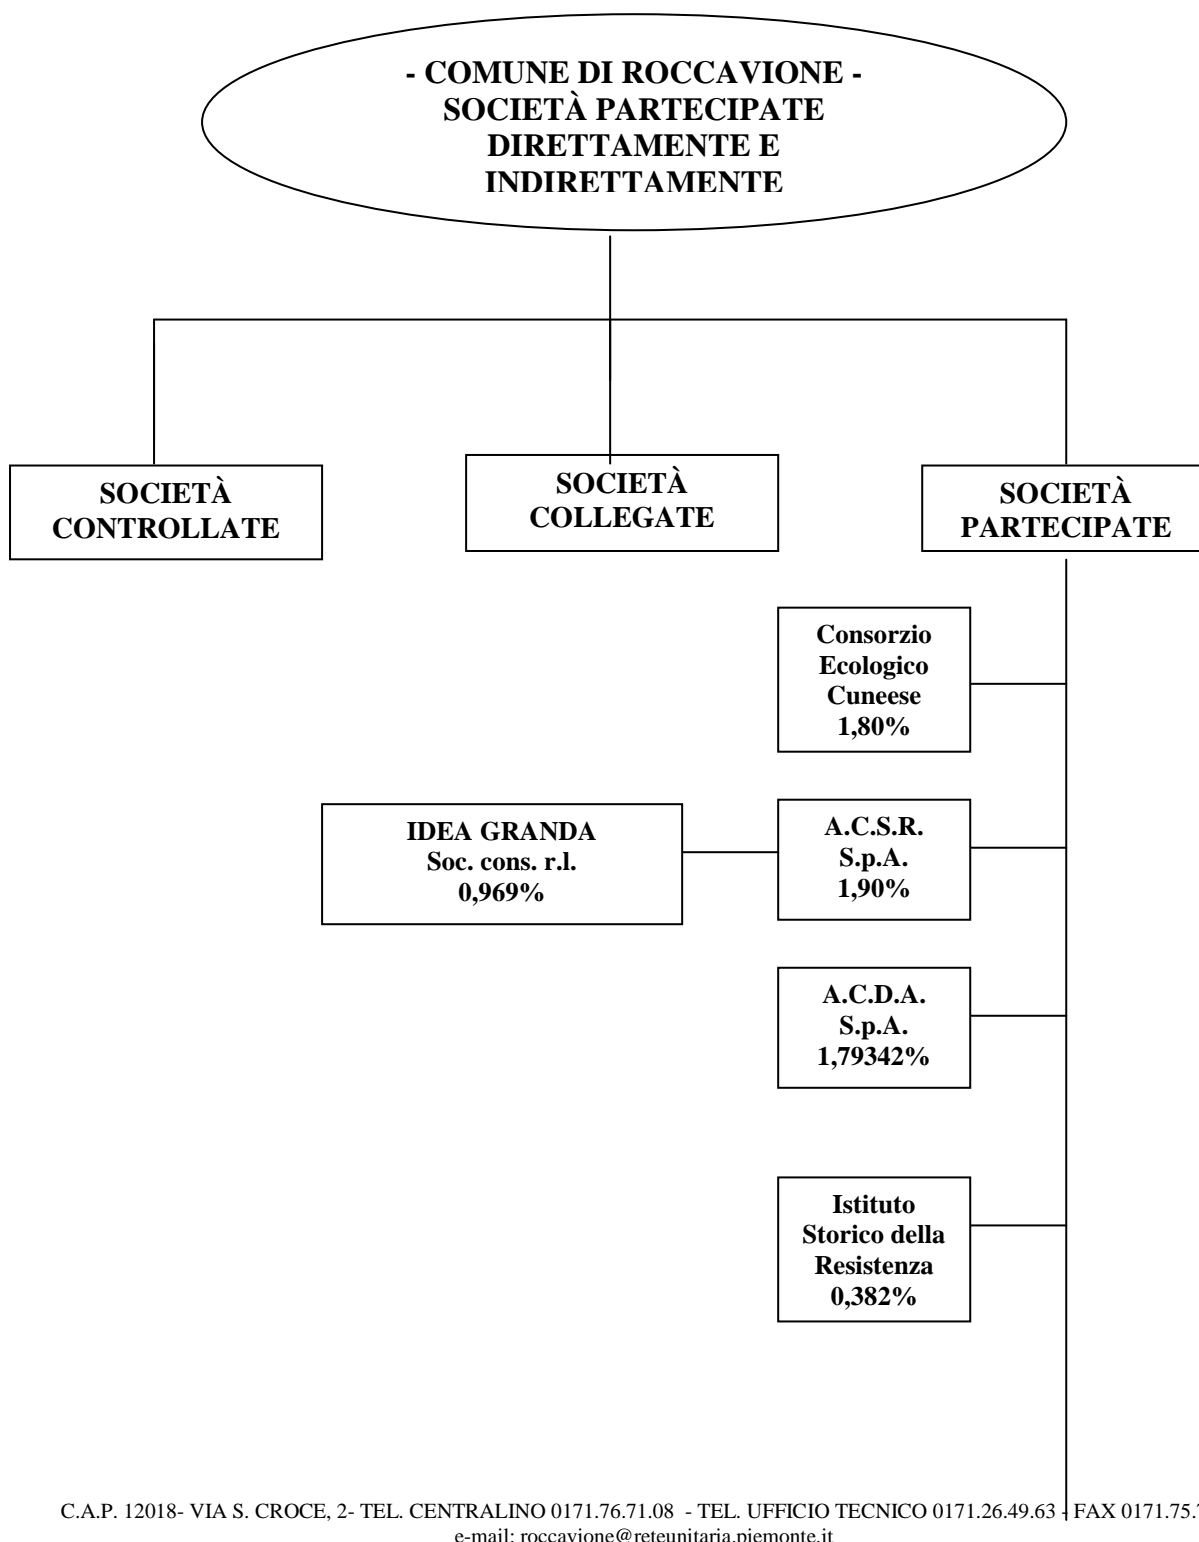 - COMUNE DI ROCCAVIONE -
SOCIETÀ PARTECIPATE
DIRETTAMENTE E
INDIRETTAMENTE
SOCIETÀ
CONTROLLATE
SOCIETÀ
COLLEGATE
SOCIETÀ
PARTECIPATE
Consorzio
Ecologico
Cuneese
1,80%
IDEA GRANDA
Soc. cons. r.l.
0,969%
A.C.S.R.
S.p.A.
1,90%
A.C.D.A.
S.p.A.
1,79342%
Istituto
Storico della
Resistenza
0,382%
C.A.P. 12018- VIA S. CROCE, 2- TEL. CENTRALINO 0171.76.71.08 - TEL. UFFICIO TECNICO 0171.26.49.63 - FAX 0171.75.7
e-mail: roccavione@reteunitaria.piemonte.it